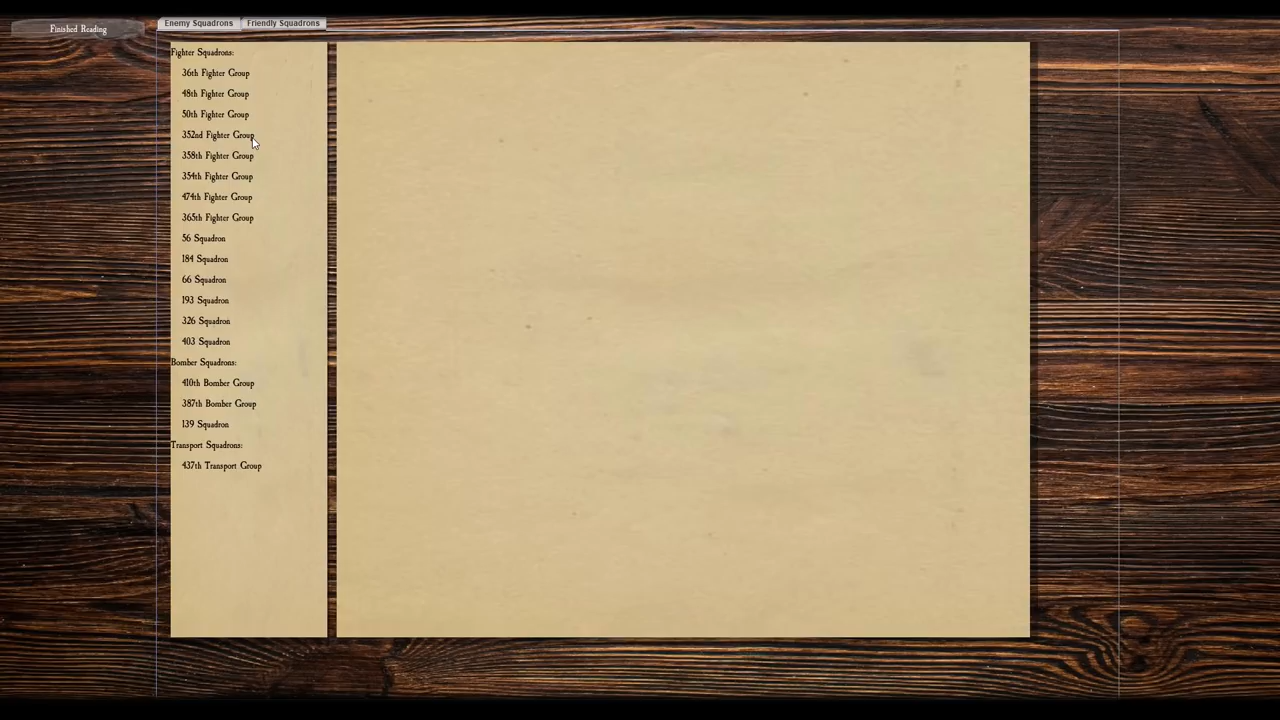 Finished Reading
Enemy Squadrons
Friendly Squadrons
Fighter Squadrons:
36th Fighter Group
48th Fighter Group
50th Fighter Group
352nd Fighter Group
358th Fighter Group
354th Fighter Group
474th Fighter Group
365th Fighter Group
56 Squadron
184 Squadron
66 Squadron
193 Squadron
326 Squadron
403 Squadron
Bomber Squadrons:
410th Bomber Group
387th Bomber Group
139 Squadron
Transport Squadrons:
437th Transport Group